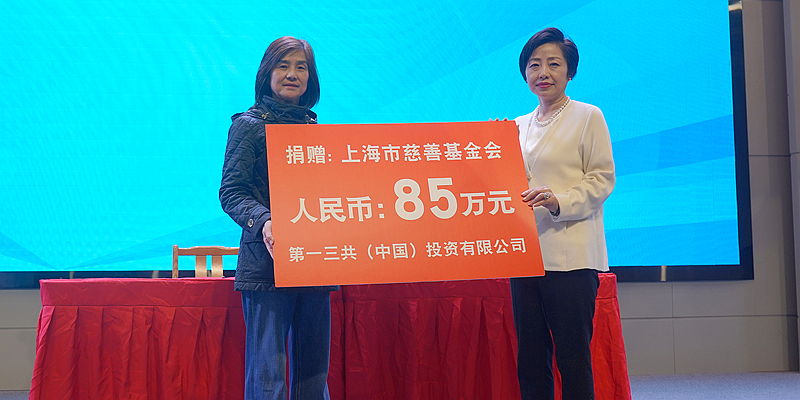 捐赠：上海市慈善基金会
人民币：85万元
第一三共（中国）投资有限公司